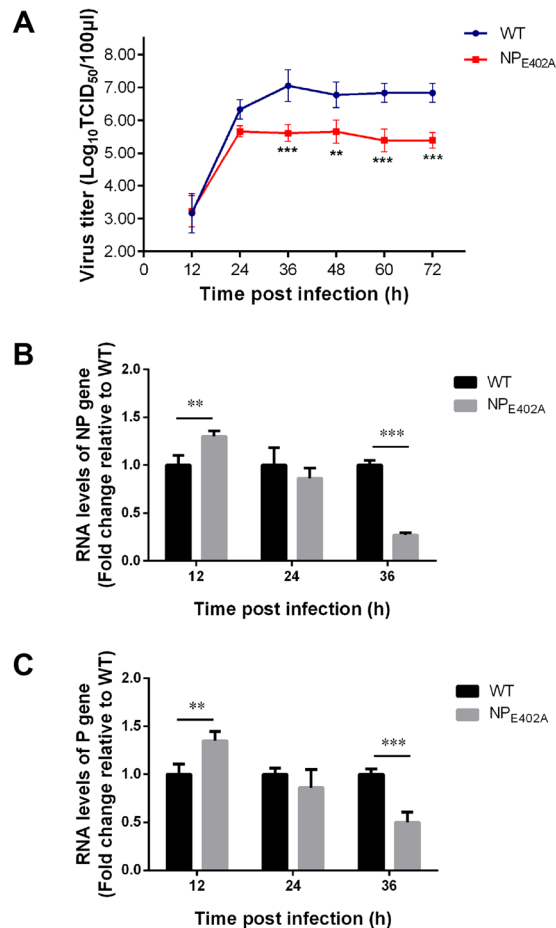 A
WT
NPE402A
Virus titer (Log10TCID50/100μl)
8.00
7.00
6.00
5.00
4.00
3.00
2.00
***
**
***
***
0
12
24
36
48
60
72
Time post infection (h)
B
RNA levels of NP gene
(Fold change relative to WT)
2.0
1.5
1.0
0.5
0.0
**
***
WT
NPE402A
12
24
36
Time post infection (h)
C
RNA levels of P gene
(Fold change relative to WT)
2.0
1.5
1.0
0.5
0.0
**
***
WT
NPE402A
12
24
36
Time post infection (h)